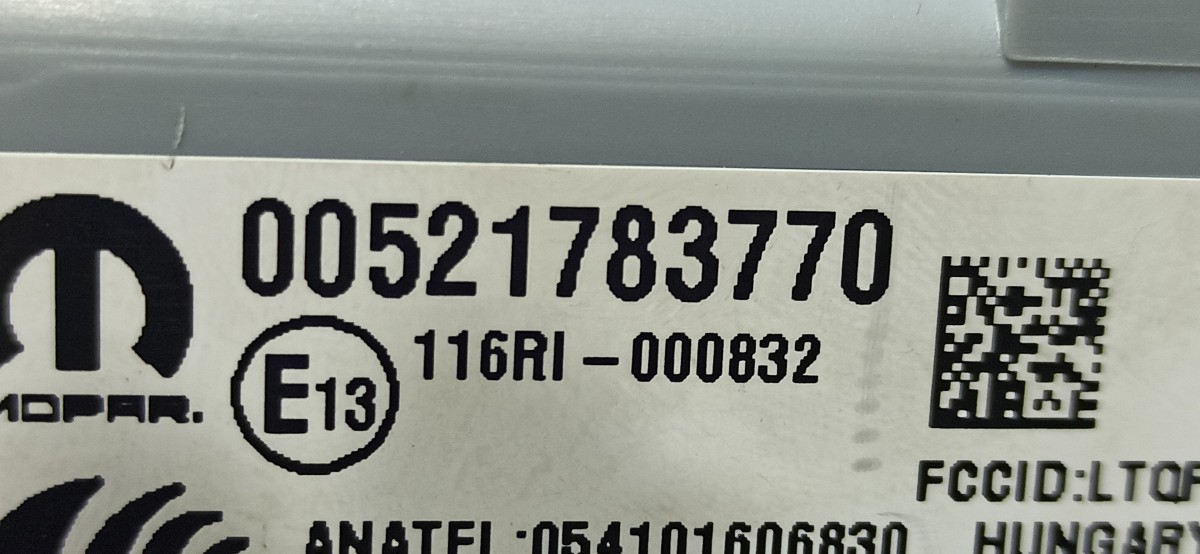 00521783770
MOPAR.
E13
116RI-000832
FCCID:LTQF
ANATEL:054101606830
HUNGARY